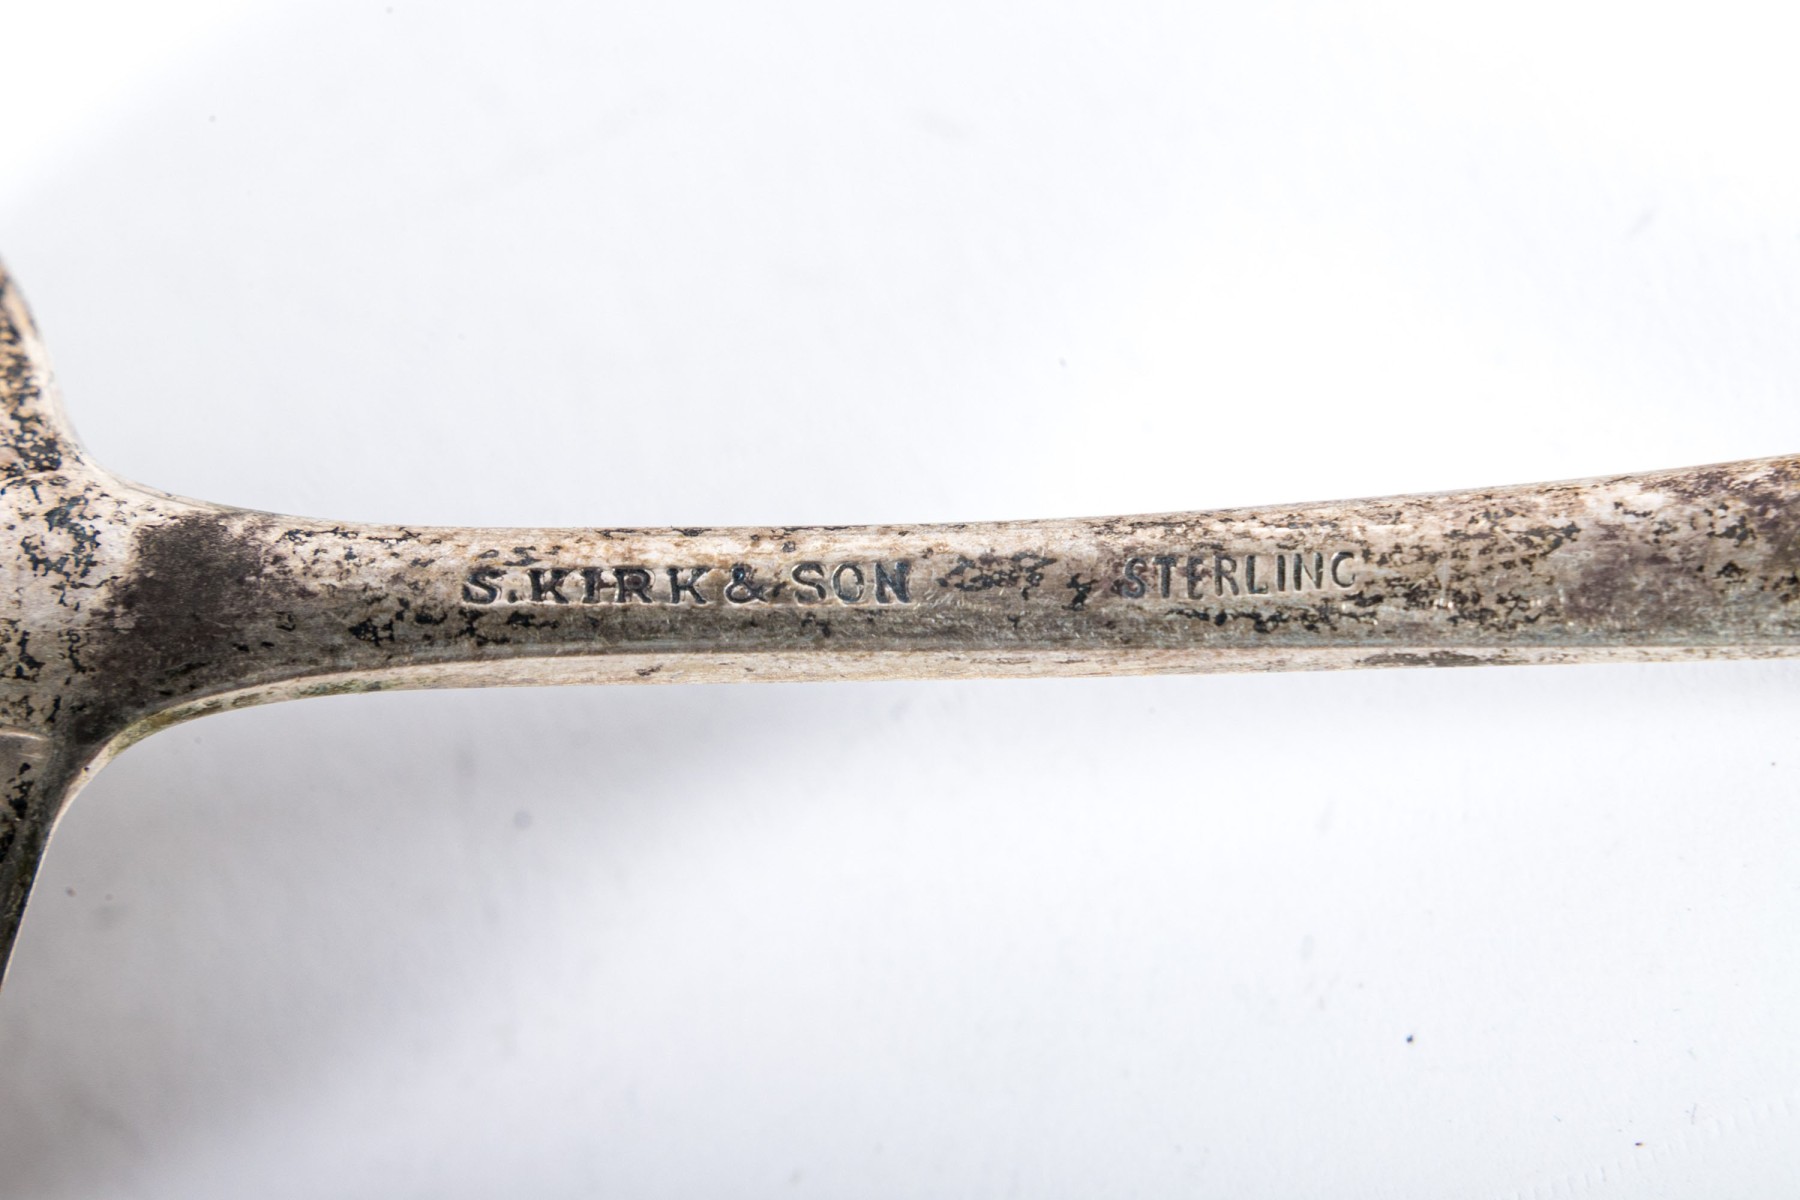 S. KIRK & SON STERLING